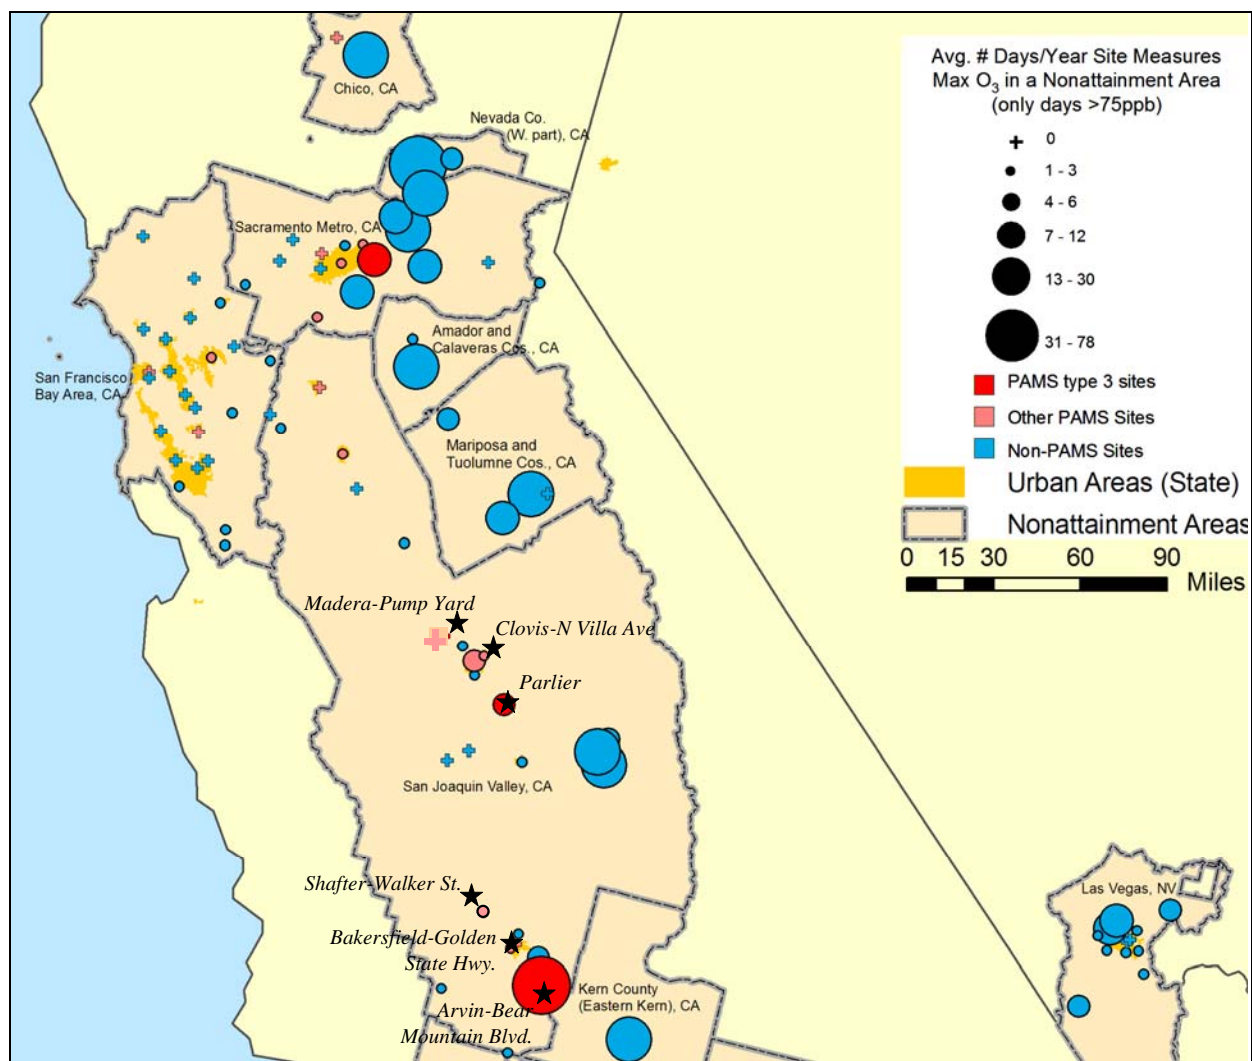 Chico, CA
Nevada Co.
(W. part), CA
Sacramento Metro, CA
Amador and
Calaveras Cos., CA
San Francisco
Bay Area, CA
Mariposa and
Tuolumne Cos., CA
Madera-Pump Yard
Clovis-N Villa Ave
Parlier
San Joaquin Valley, CA
Shafter-Walker St.
Bakersfield-Golden
State Hwy.
Arvin-Bear
Mountain Blvd.
Kern County
(Eastern Kern), CA
Las Vegas, NV
Avg. # Days/Year Site Measures
Max O3 in a Nonattainment Area
(only days >75ppb)
0
1 - 3
4 - 6
7 - 12
13 - 30
31 - 78
PAMS type 3 sites
Other PAMS Sites
Non-PAMS Sites
Urban Areas (State)
Nonattainment Areas
0 15 30 60 90
Miles